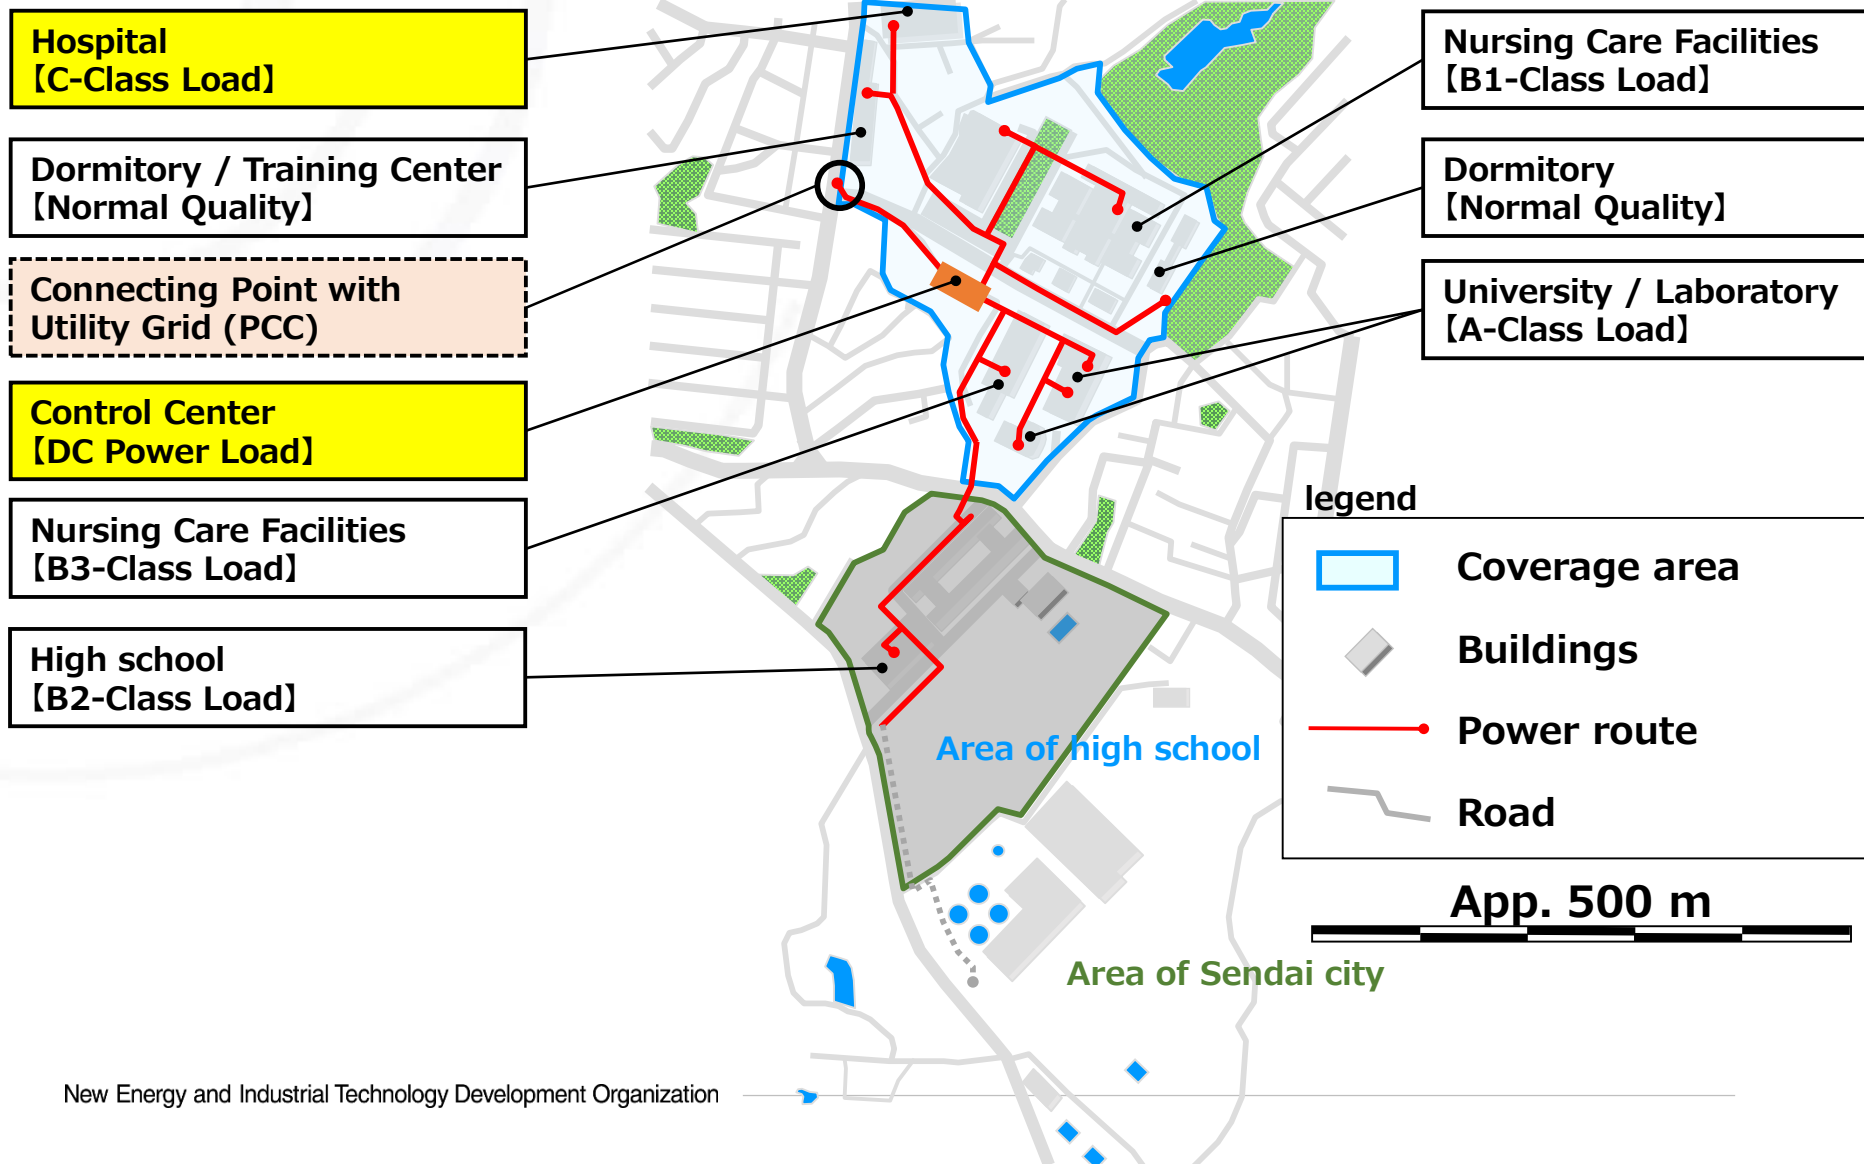 Hospital
【C-Class Load】
Dormitory / Training Center
【Normal Quality】
Connecting Point with
Utility Grid (PCC)
Control Center
【DC Power Load】
Nursing Care Facilities
【B3-Class Load】
High school
【B2-Class Load】
Nursing Care Facilities
【B1-Class Load】
Dormitory
【Normal Quality】
University / Laboratory
【A-Class Load】
legend
Coverage area
Buildings
Power route
Road
App. 500 m
Area of high school
Area of Sendai city
New Energy and Industrial Technology Development Organization